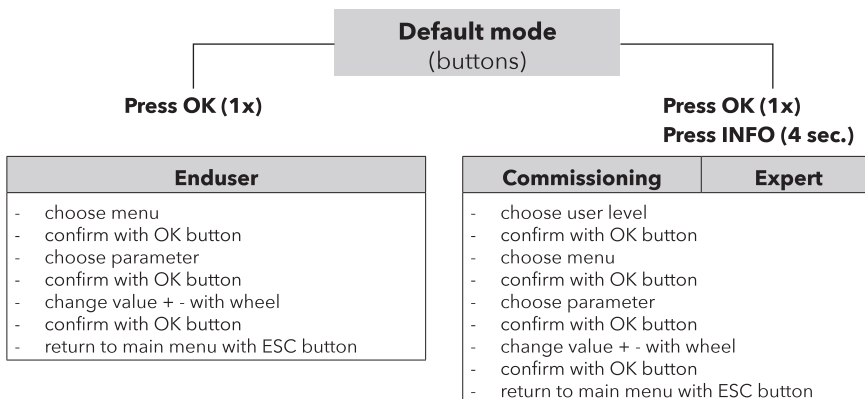 Default mode
(buttons)
Press OK (1x)
Press OK (1x)
Press INFO (4 sec.)
Enduser
- choose menu
- confirm with OK button
- choose parameter
- confirm with OK button
- change value + - with wheel
- confirm with OK button
- return to main menu with ESC button
Commissioning
Expert
- choose user level
- confirm with OK button
- choose menu
- confirm with OK button
- choose parameter
- confirm with OK button
- change value + - with wheel
- confirm with OK button
- return to main menu with ESC button